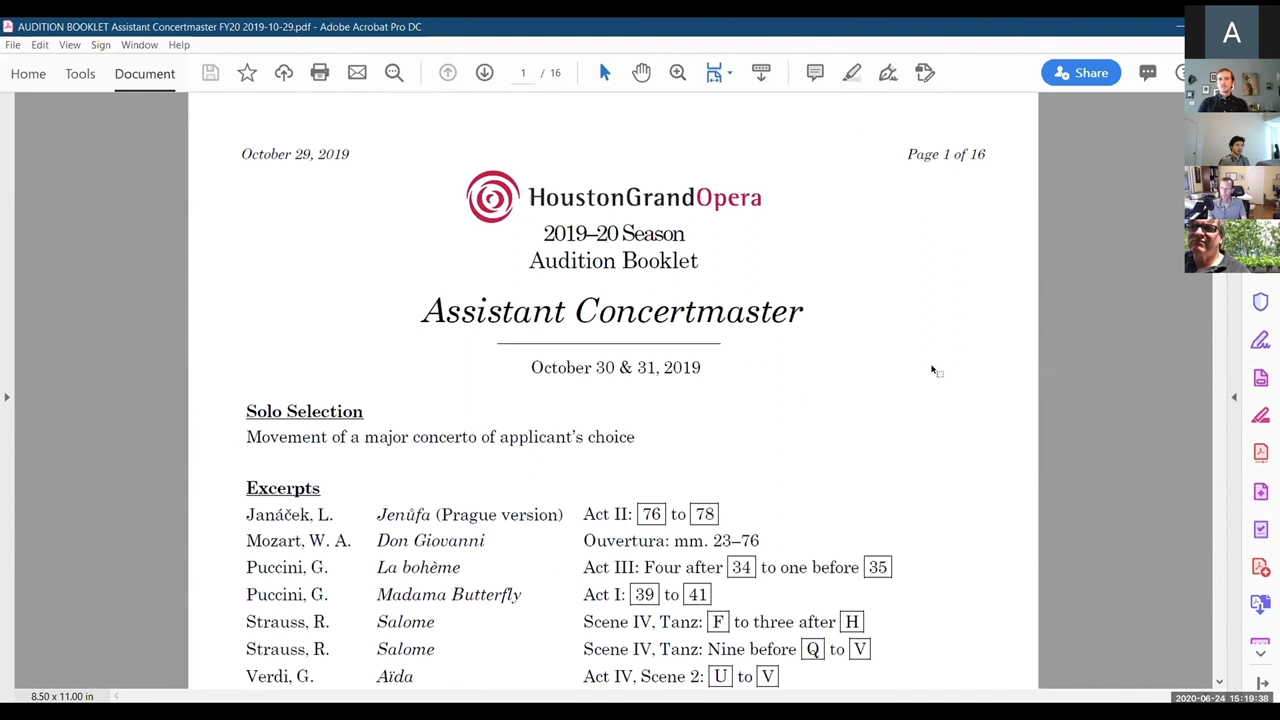 AUDITION BOOKLET Assistant Concertmaster FY20 2019-10-29.pdf - Adobe Acrobat Pro DC
File Edit View Sign Window Help
Home Tools Document 1 / 16 Share
A
October 29, 2019 Page 1 of 16
HoustonGrandOpera
2019–20 Season
Audition Booklet
Assistant Concertmaster
October 30 & 31, 2019
Solo Selection
Movement of a major concerto of applicant's choice
Excerpts
Janáček, L. Jenůfa (Prague version) Act II: 76 to 78
Mozart, W. A. Don Giovanni Ouvertura: mm. 23–76
Puccini, G. La bohème Act III: Four after 34 to one before 35
Puccini, G. Madama Butterfly Act I: 39 to 41
Strauss, R. Salome Scene IV, Tanz: F to three after H
Strauss, R. Salome Scene IV, Tanz: Nine before Q to V
Verdi, G. Aïda Act IV, Scene 2: U to V
8.50 x 11.00 in
2020-06-24 15:19:38